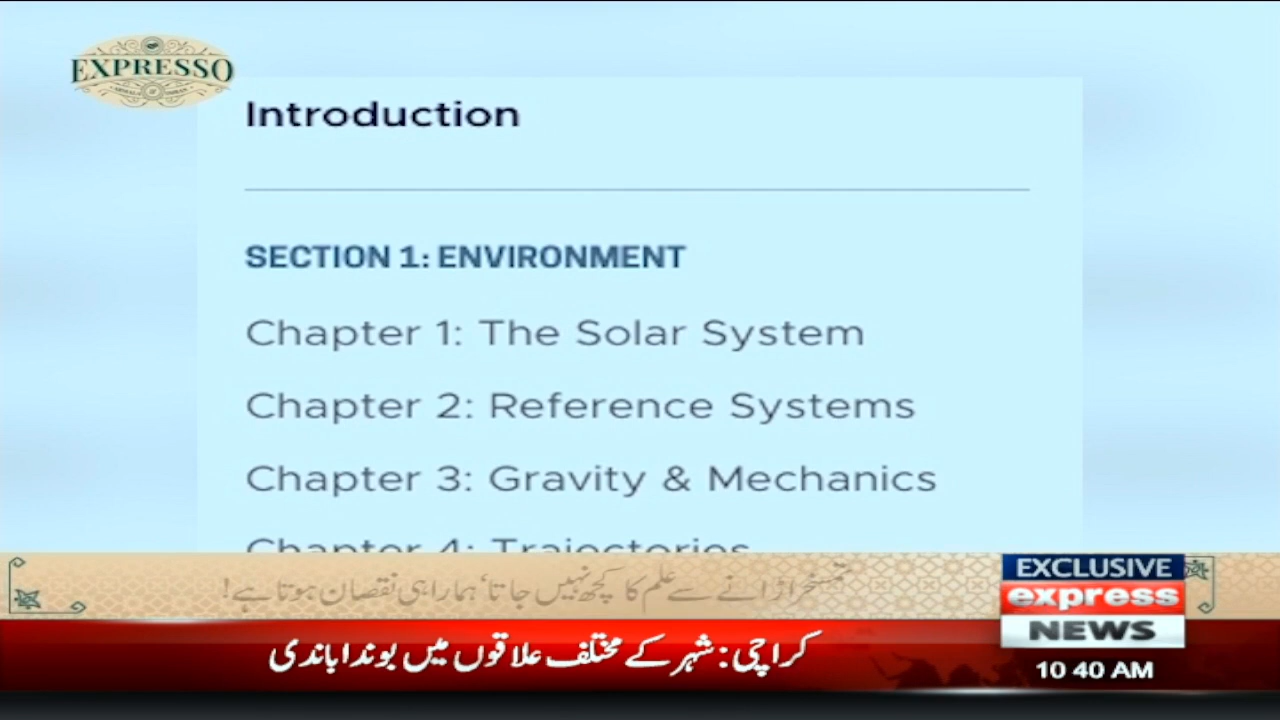 EXPRESSO
Introduction
SECTION 1: ENVIRONMENT
Chapter 1: The Solar System
Chapter 2: Reference Systems
Chapter 3: Gravity & Mechanics
Chapter 4: Trajectories
تمسخر اڑانے سے علم کا کچھ نہیں جاتا‘ ہمارا ہی نقصان ہوتا ہے!
EXCLUSIVE
express
NEWS
کراچی: شہر کے مختلف علاقوں میں بوندا باندی
10 40 AM